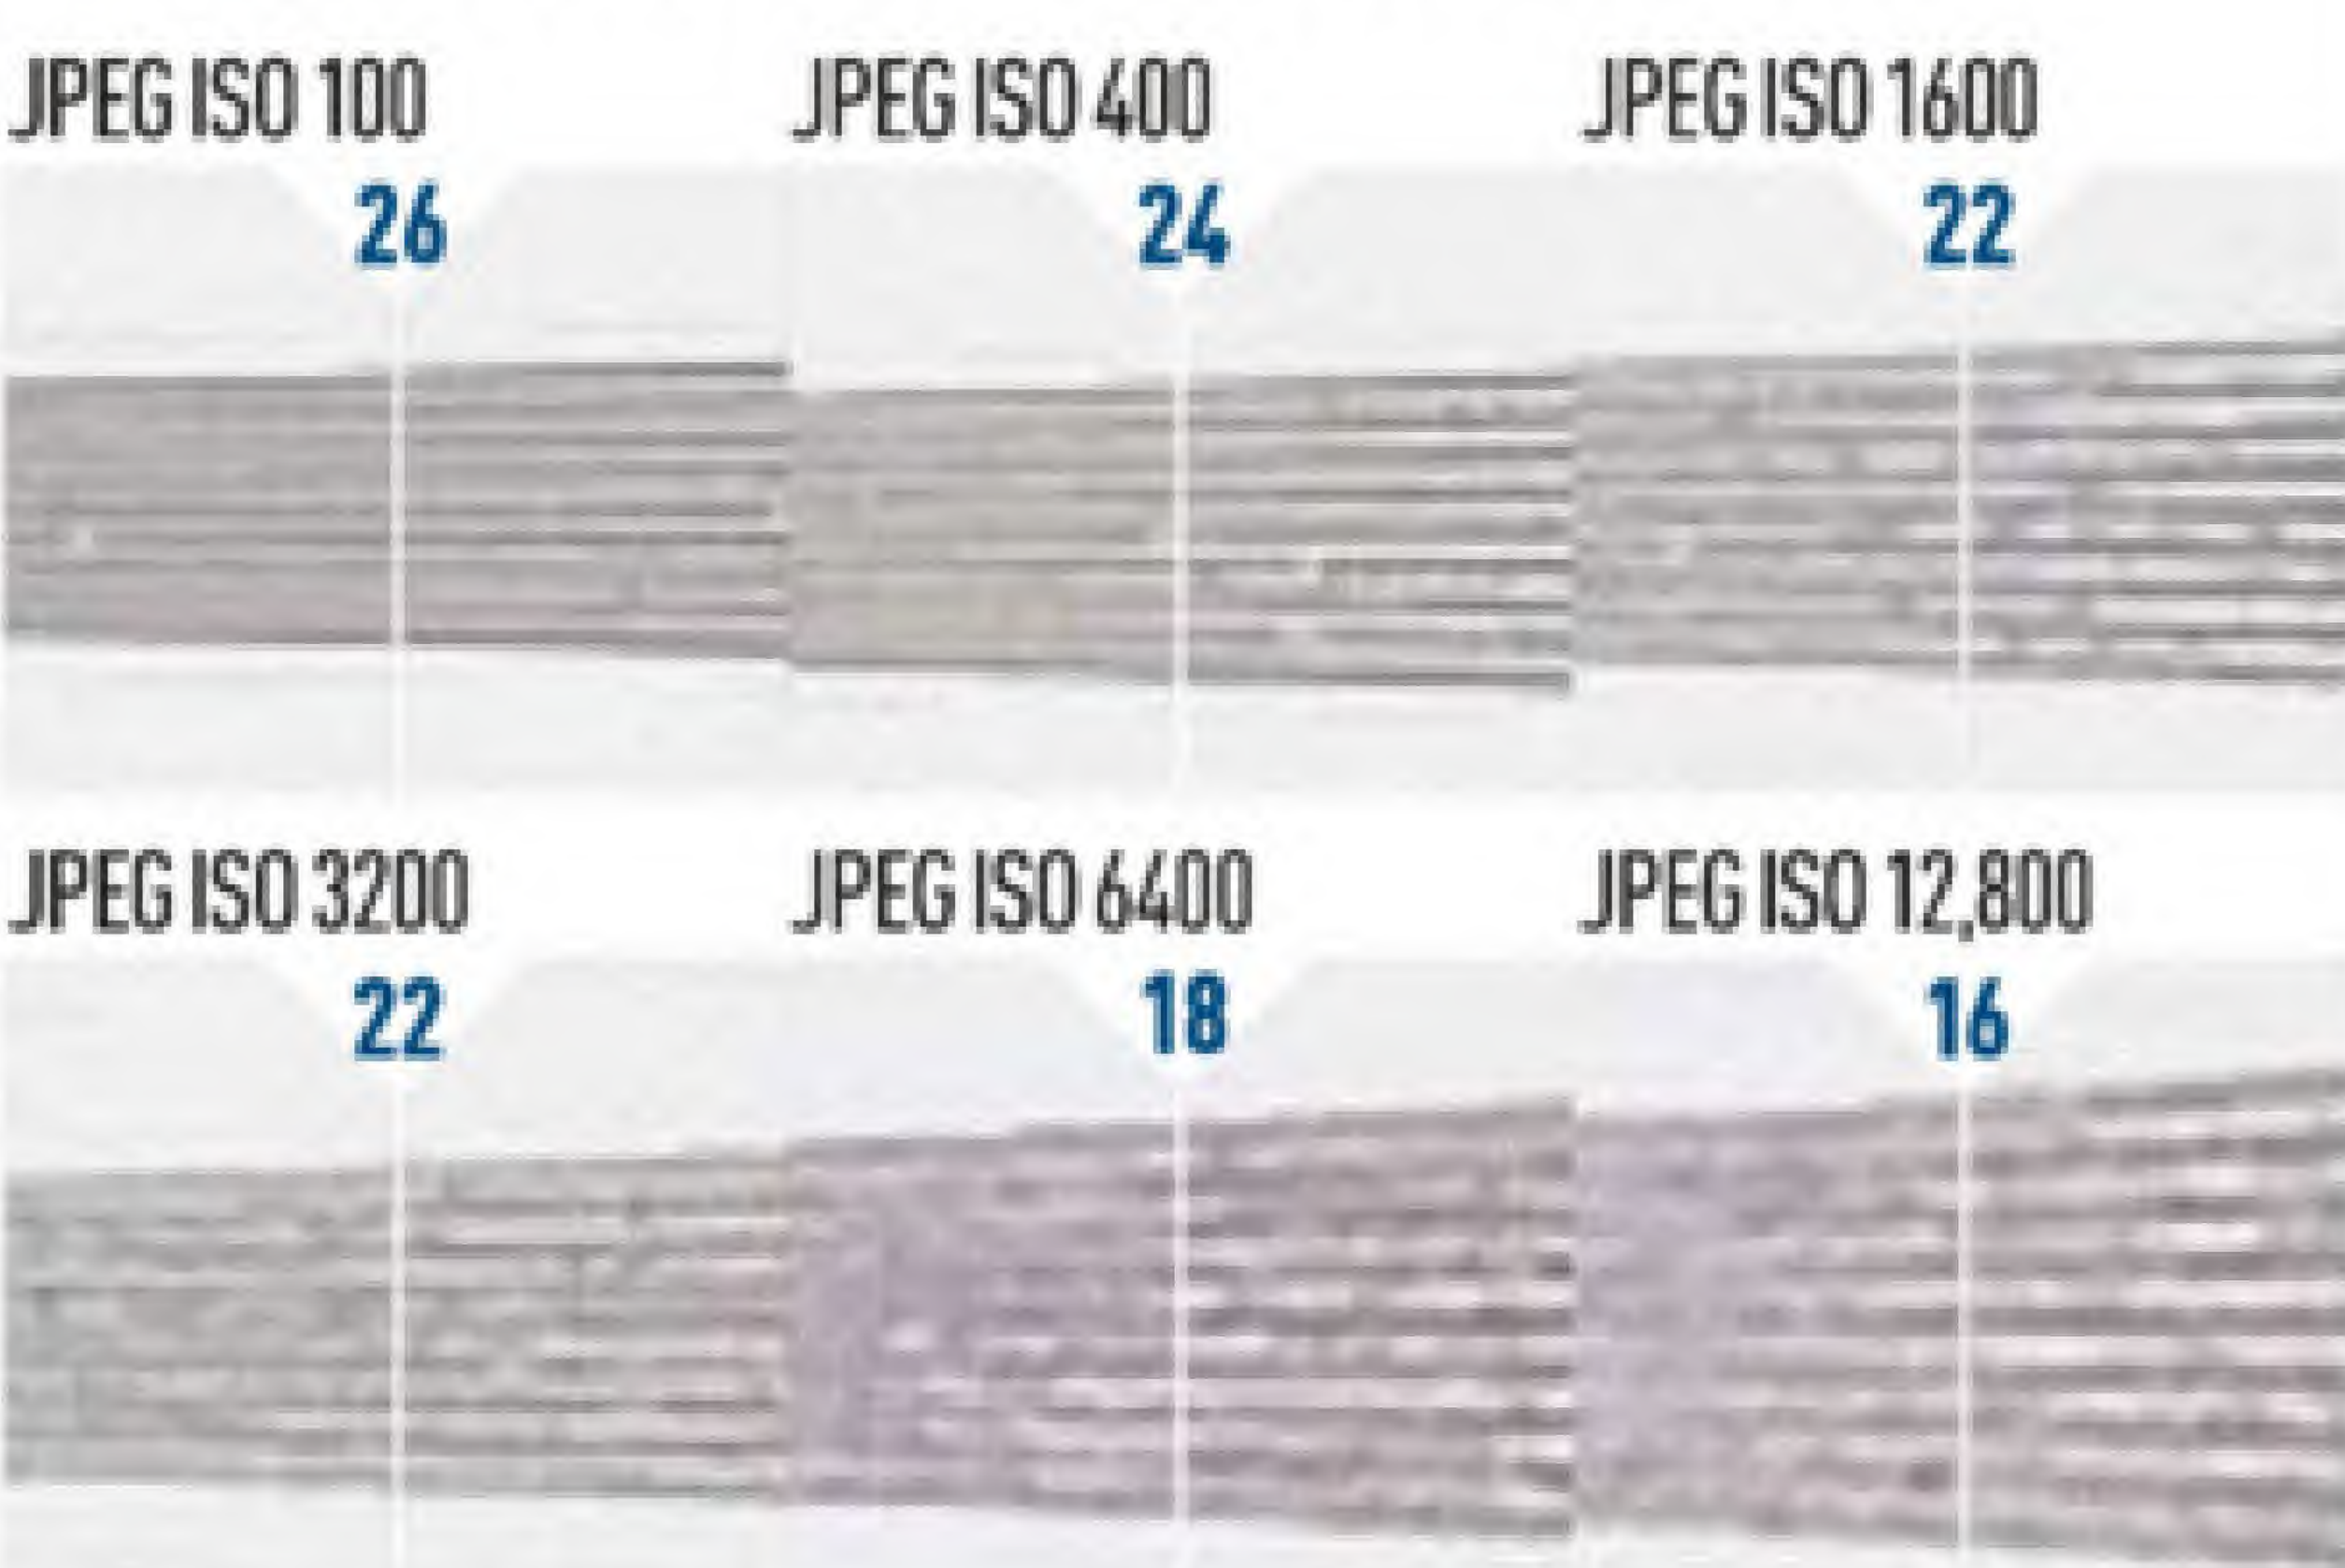 JPEG ISO 100
JPEG ISO 400
JPEG ISO 1600
26
24
22
JPEG ISO 3200
JPEG ISO 6400
JPEG ISO 12,800
22
18
16